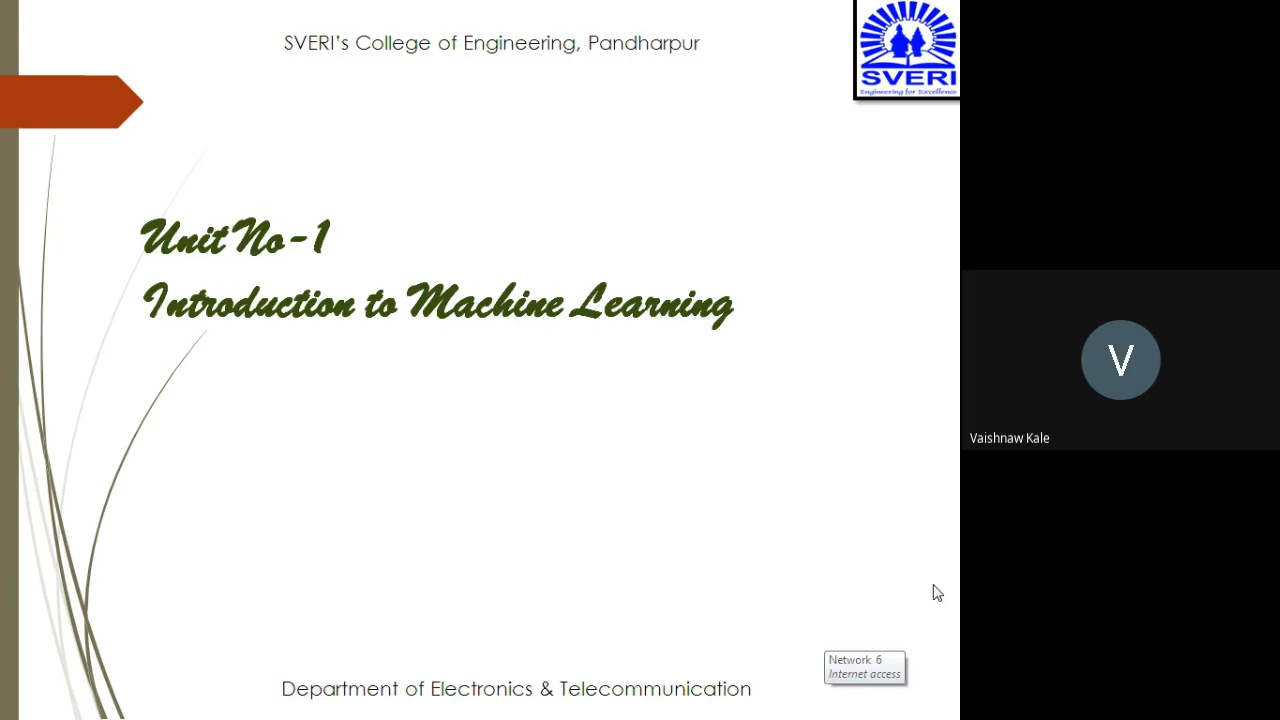 SVERI's College of Engineering, Pandharpur
SVERI
Engineering for Excellence
Unit No-1
Introduction to Machine Learning
V
Vaishnaw Kale
Network 6
Internet access
Department of Electronics & Telecommunication